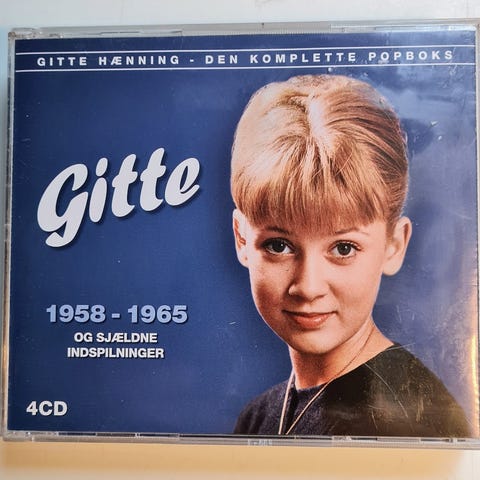 GITTE HÆNNING - DEN KOMPLETTE POPBOKS
Gitte
1958 - 1965
OG SJÆLDNE
INDSPILNINGER
4CD